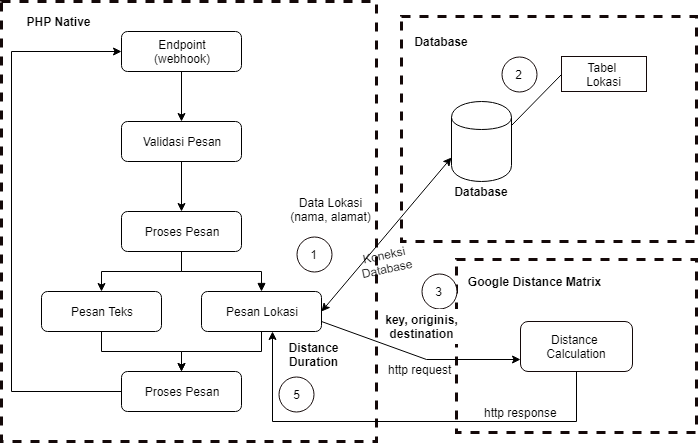 PHP Native
Endpoint
(webhook)
Validasi Pesan
Proses Pesan
Pesan Teks
Pesan Lokasi
Proses Pesan
Data Lokasi
(nama, alamat)
1
Koneksi
Database
Database
2
Tabel
Lokasi
Database
3
key, originis,
destination
http request
Google Distance Matrix
Distance
Calculation
http response
Distance
Duration
5